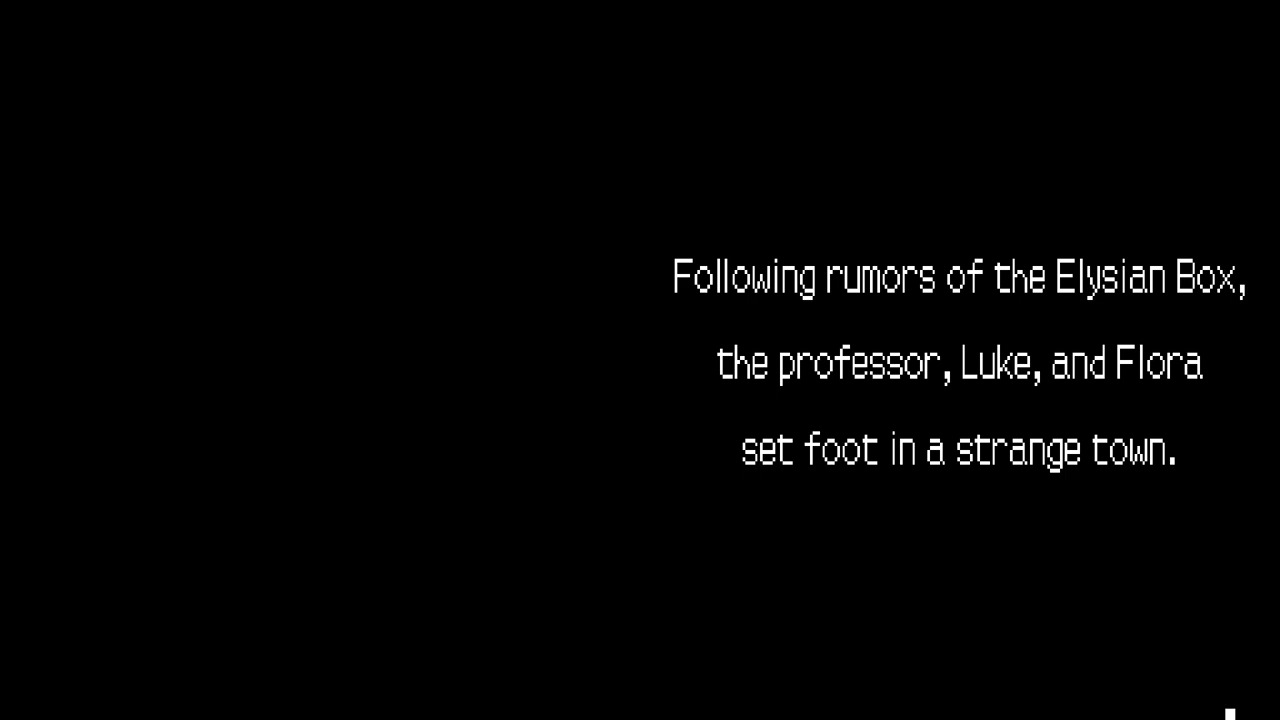 Following rumors of the Elysian Box,
the professor, Luke, and Flora
set foot in a strange town.